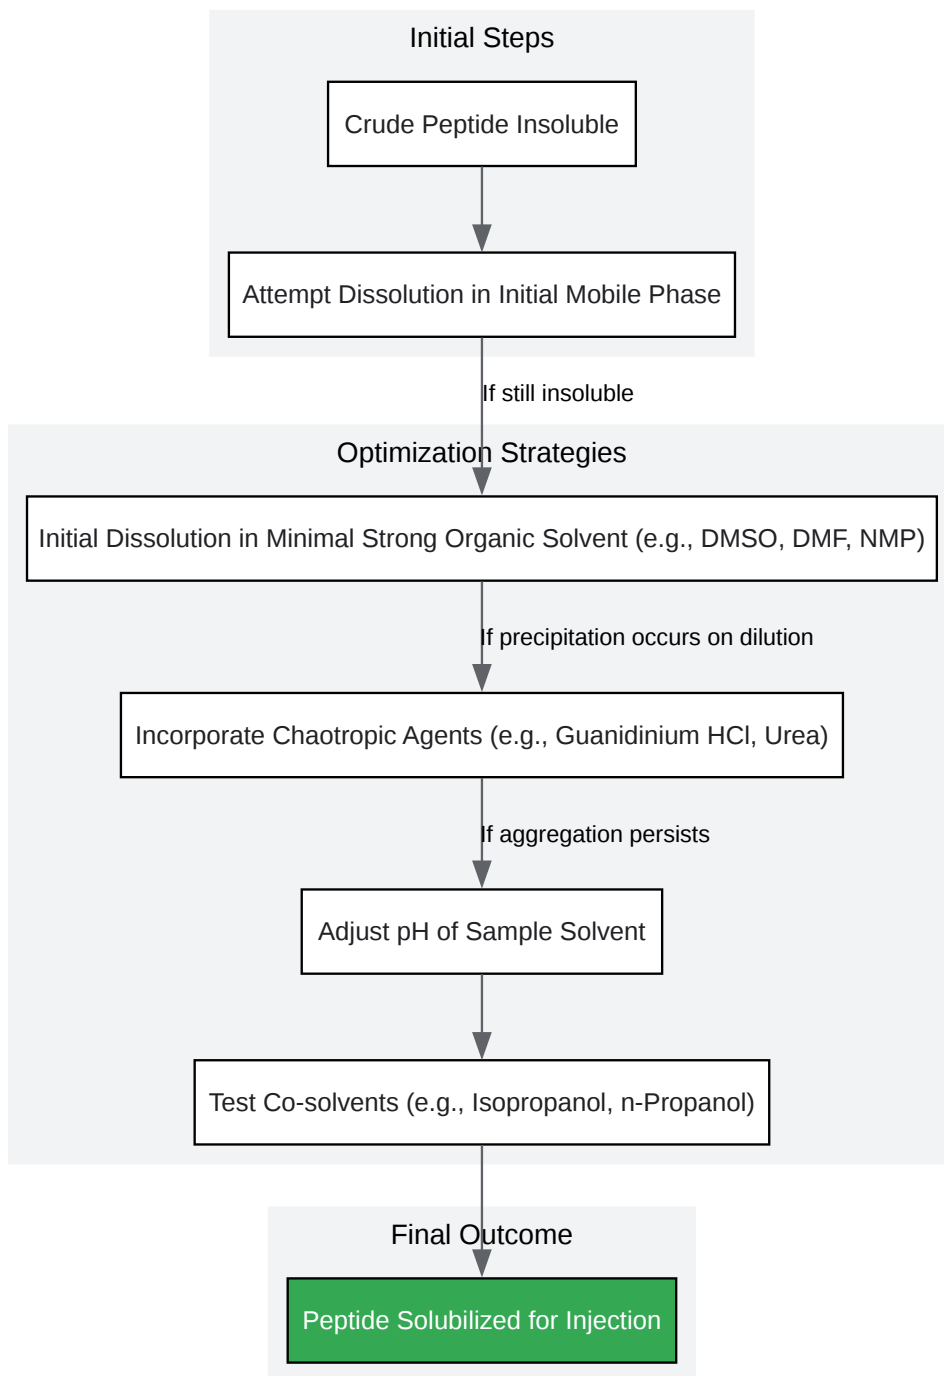 Initial Steps
Crude Peptide Insoluble
Attempt Dissolution in Initial Mobile Phase
If still insoluble
Optimization Strategies
Initial Dissolution in Minimal Strong Organic Solvent (e.g., DMSO, DMF, NMP)
If precipitation occurs on dilution
Incorporate Chaotropic Agents (e.g., Guanidinium HCl, Urea)
If aggregation persists
Adjust pH of Sample Solvent
Test Co-solvents (e.g., Isopropanol, n-Propanol)
Final Outcome
Peptide Solubilized for Injection